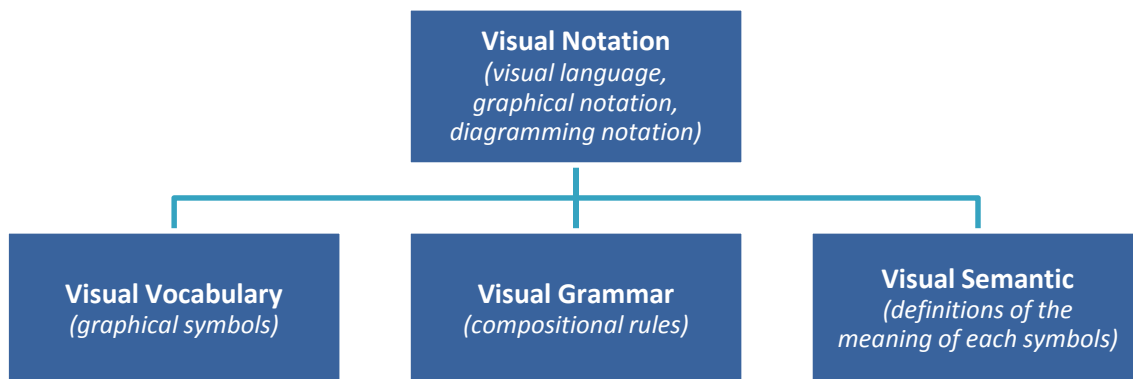 Visual Notation
(visual language,
graphical notation,
diagramming notation)
Visual Vocabulary
(graphical symbols)
Visual Grammar
(compositional rules)
Visual Semantic
(definitions of the
meaning of each symbols)